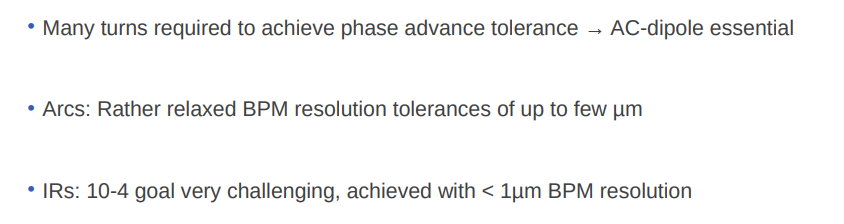 • Many turns required to achieve phase advance tolerance → AC-dipole essential
• Arcs: Rather relaxed BPM resolution tolerances of up to few µm
• IRs: 10-4 goal very challenging, achieved with < 1µm BPM resolution